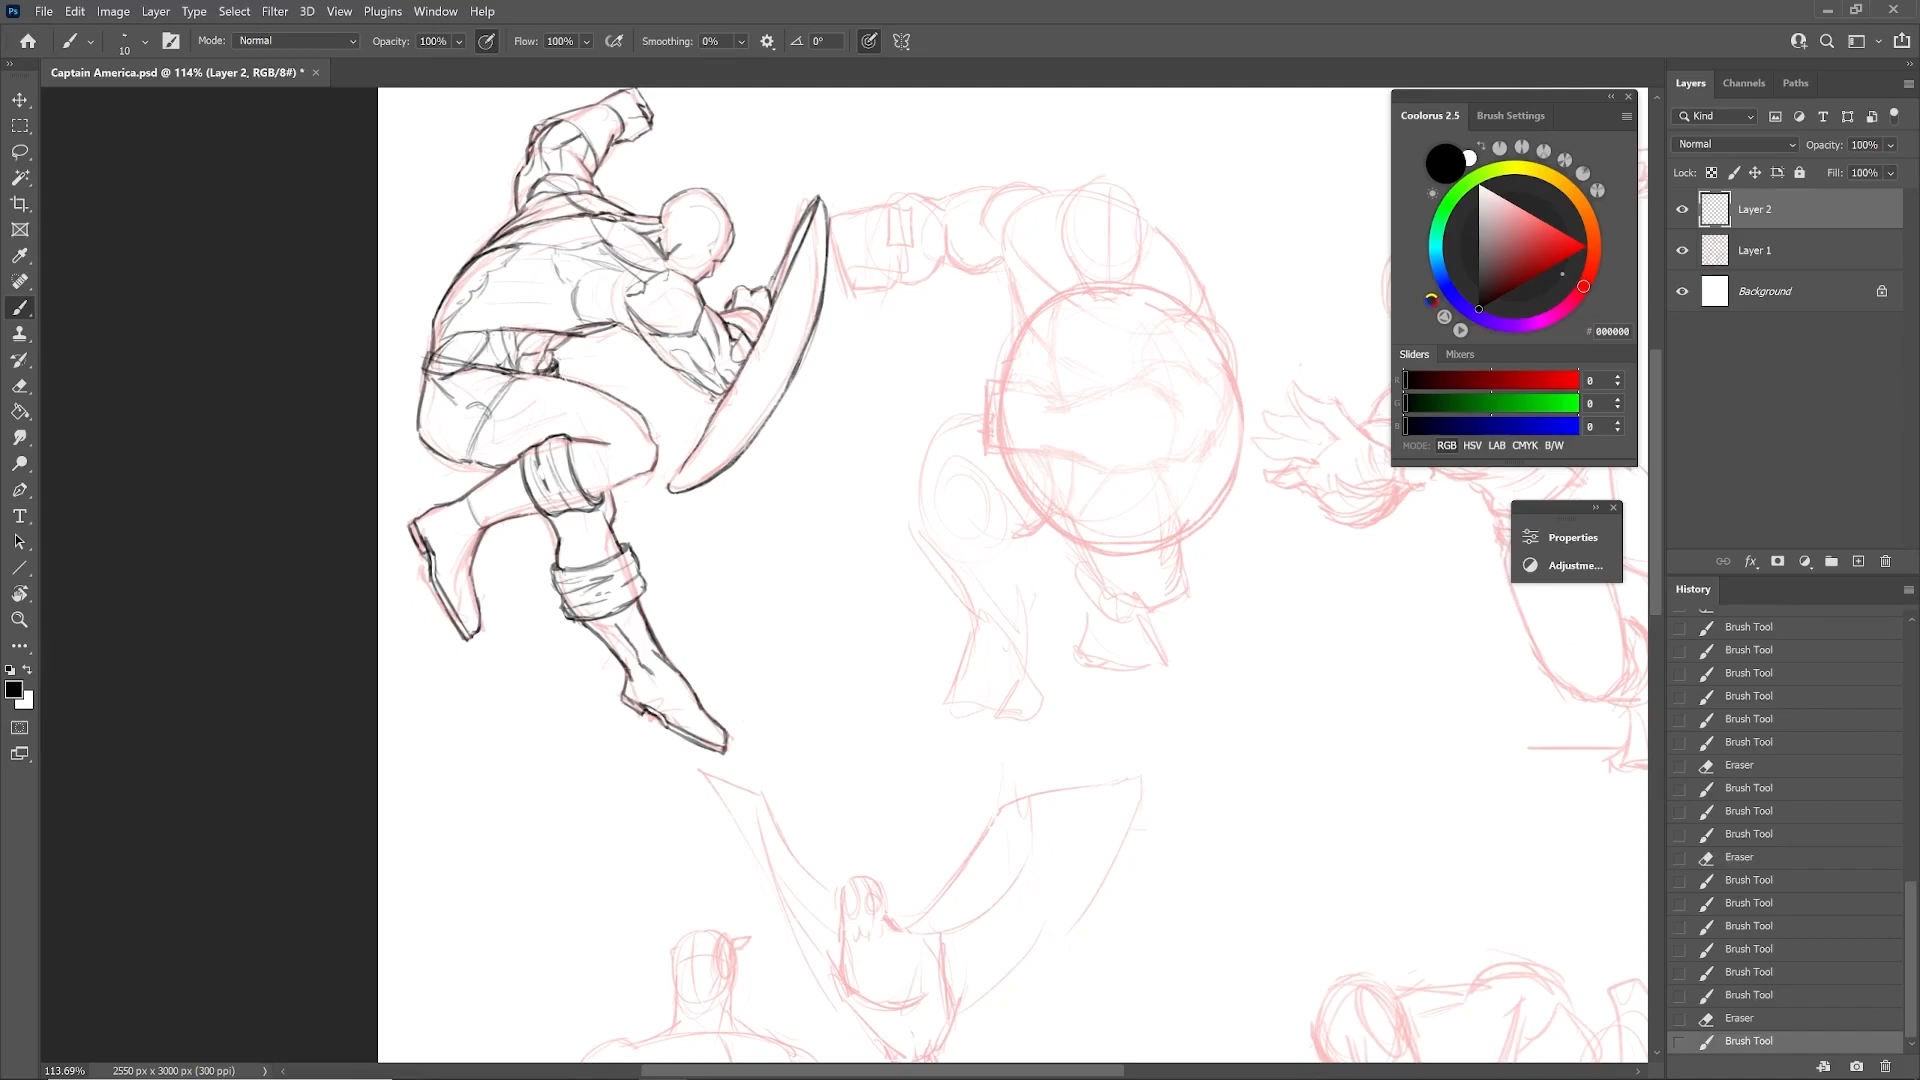 Ps File Edit Image Layer Type Select Filter 3D View Plugins Window Help
10 Mode: Normal Opacity: 100% Flow: 100% Smoothing: 0% 0°
Captain America.psd @ 114% (Layer 2, RGB/8#) *
Coolorus 2.5 Brush Settings
# 000000
Sliders Mixers
R 0
G 0
B 0
MODE: RGB HSV LAB CMYK B/W
Properties
Adjustme...
Layers Channels Paths
Kind
Normal Opacity: 100%
Lock: Fill: 100%
Layer 2
Layer 1
Background
fx
History
Brush Tool
Brush Tool
Brush Tool
Brush Tool
Brush Tool
Brush Tool
Eraser
Brush Tool
Brush Tool
Brush Tool
Eraser
Brush Tool
Brush Tool
Brush Tool
Brush Tool
Brush Tool
Brush Tool
Eraser
Brush Tool
113.69% 2550 px x 3000 px (300 ppi)